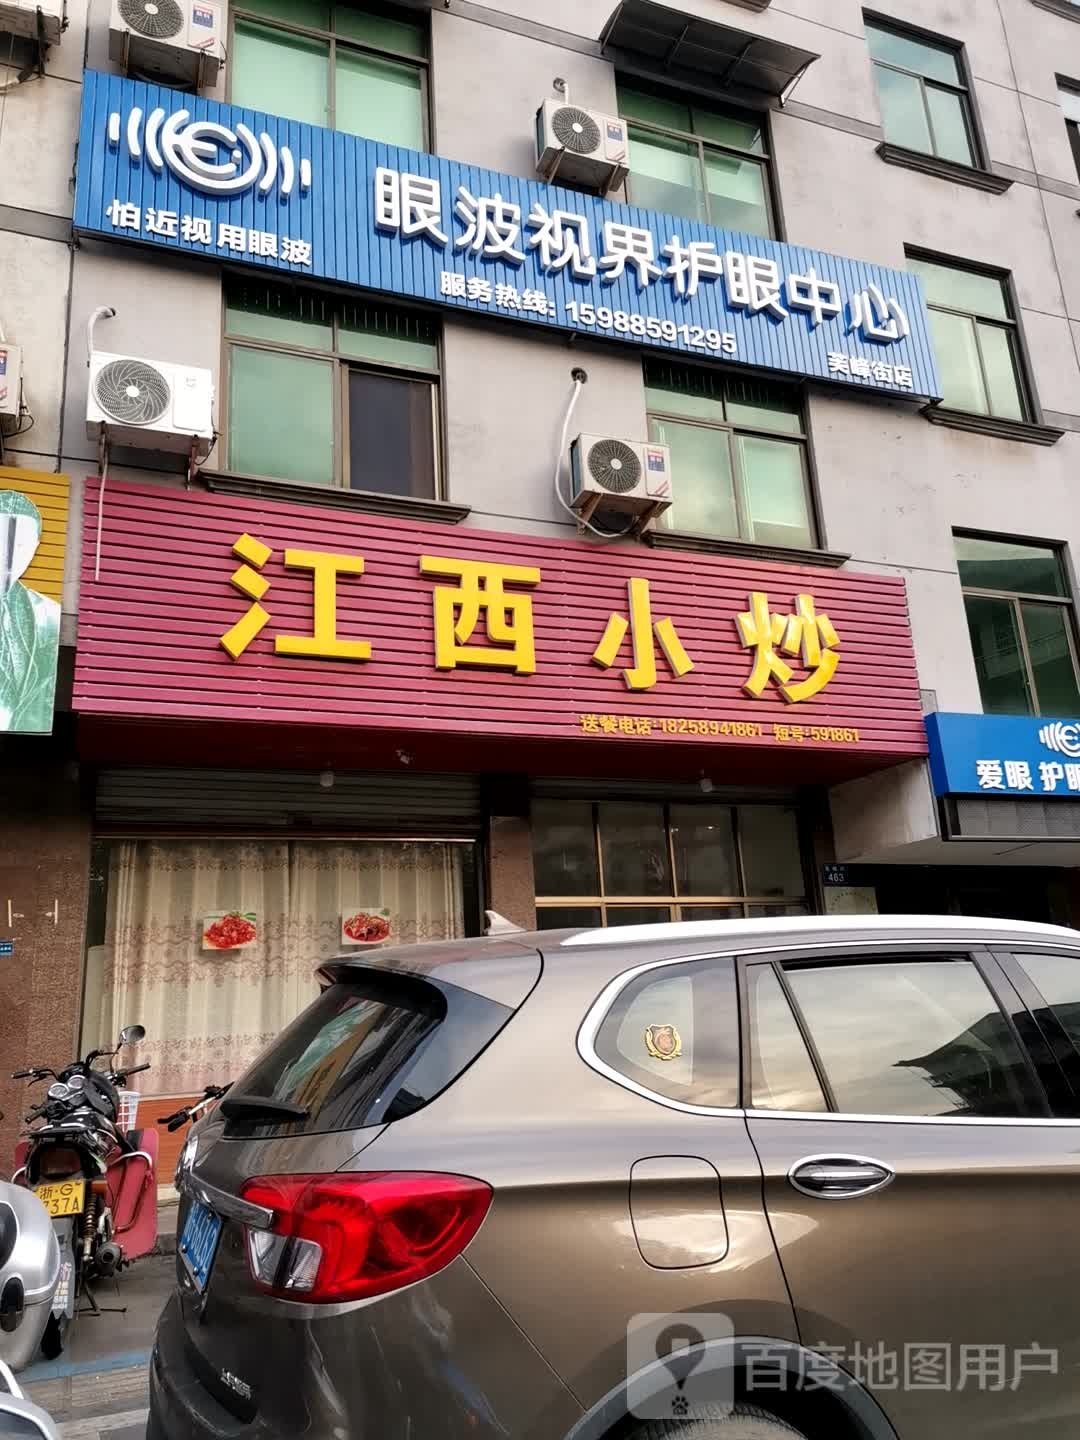 怕近视用眼波
眼波视界护眼中心
服务热线: 15988591295
芙峰街店
江西小炒
送餐电话:18258941861 短号:591861
爱眼 护眼
463
浙·G
737A
百度地图用户